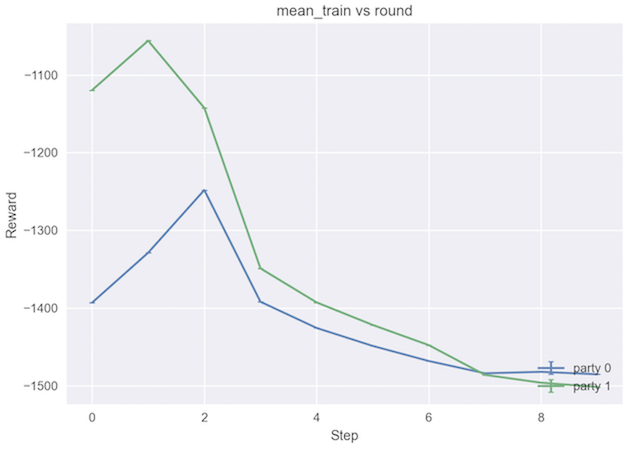 mean_train vs round
−1100
−1200
−1300
−1400
−1500
Reward
party 0
party 1
0
2
4
6
8
Step